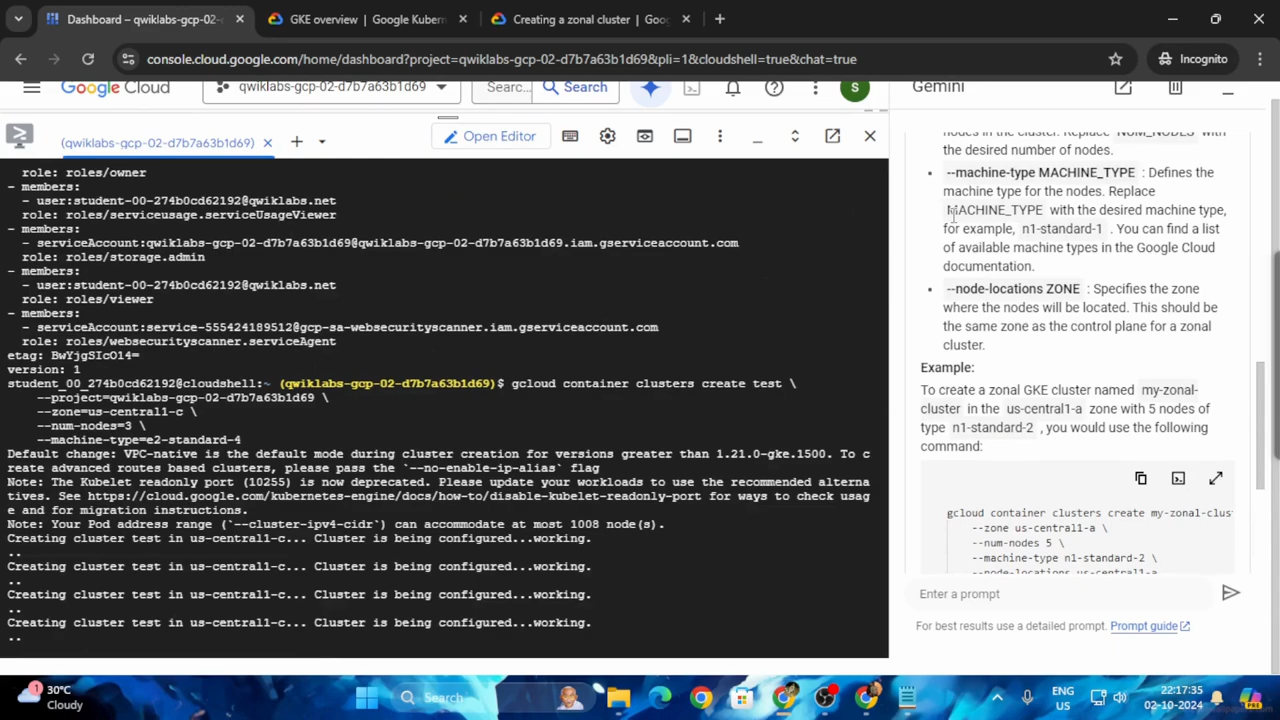 Dashboard – qwiklabs-gcp-02-
GKE overview | Google Kubern
Creating a zonal cluster | Goog
console.cloud.google.com/home/dashboard?project=qwiklabs-gcp-02-d7b7a63b1d69&pli=1&cloudshell=true&chat=true
Incognito
Google Cloud
qwiklabs-gcp-02-d7b7a63b1d69
Searc...
Search
S
Gemini
(qwiklabs-gcp-02-d7b7a63b1d69)
Open Editor
role: roles/owner
- members:
- user:student-00-274b0cd62192@qwiklabs.net
role: roles/serviceusage.serviceUsageViewer
- members:
- serviceAccount:qwiklabs-gcp-02-d7b7a63b1d69@qwiklabs-gcp-02-d7b7a63b1d69.iam.gserviceaccount.com
role: roles/storage.admin
- members:
- user:student-00-274b0cd62192@qwiklabs.net
role: roles/viewer
- members:
- serviceAccount:service-555424189512@gcp-sa-websecurityscanner.iam.gserviceaccount.com
role: roles/websecurityscanner.serviceAgent
etag: BwYjgSIcO14=
version: 1
student_00_274b0cd62192@cloudshell:~ (qwiklabs-gcp-02-d7b7a63b1d69)$ gcloud container clusters create test \
--project=qwiklabs-gcp-02-d7b7a63b1d69 \
--zone=us-central1-c \
--num-nodes=3 \
--machine-type=e2-standard-4
Default change: VPC-native is the default mode during cluster creation for versions greater than 1.21.0-gke.1500. To c
reate advanced routes based clusters, please pass the `--no-enable-ip-alias` flag
Note: The Kubelet readonly port (10255) is now deprecated. Please update your workloads to use the recommended alterna
tives. See https://cloud.google.com/kubernetes-engine/docs/how-to/disable-kubelet-readonly-port for ways to check usag
e and for migration instructions.
Note: Your Pod address range (`--cluster-ipv4-cidr`) can accommodate at most 1008 node(s).
Creating cluster test in us-central1-c... Cluster is being configured...working.
..
Creating cluster test in us-central1-c... Cluster is being configured...working.
..
Creating cluster test in us-central1-c... Cluster is being configured...working.
..
Creating cluster test in us-central1-c... Cluster is being configured...working.
..
nodes in the cluster. Replace NUM_NODES with
the desired number of nodes.
--machine-type MACHINE_TYPE : Defines the
machine type for the nodes. Replace
MACHINE_TYPE with the desired machine type,
for example, n1-standard-1 . You can find a list
of available machine types in the Google Cloud
documentation.
--node-locations ZONE : Specifies the zone
where the nodes will be located. This should be
the same zone as the control plane for a zonal
cluster.
Example:
To create a zonal GKE cluster named my-zonal-
cluster in the us-central1-a zone with 5 nodes of
type n1-standard-2 , you would use the following
command:
gcloud container clusters create my-zonal-clus
--zone us-central1-a \
--num-nodes 5 \
--machine-type n1-standard-2 \
--node-locations us-central1-a
Enter a prompt
For best results use a detailed prompt. Prompt guide
1
30°C
Cloudy
Search
ENG
US
22:17:35
02-10-2024
PRE